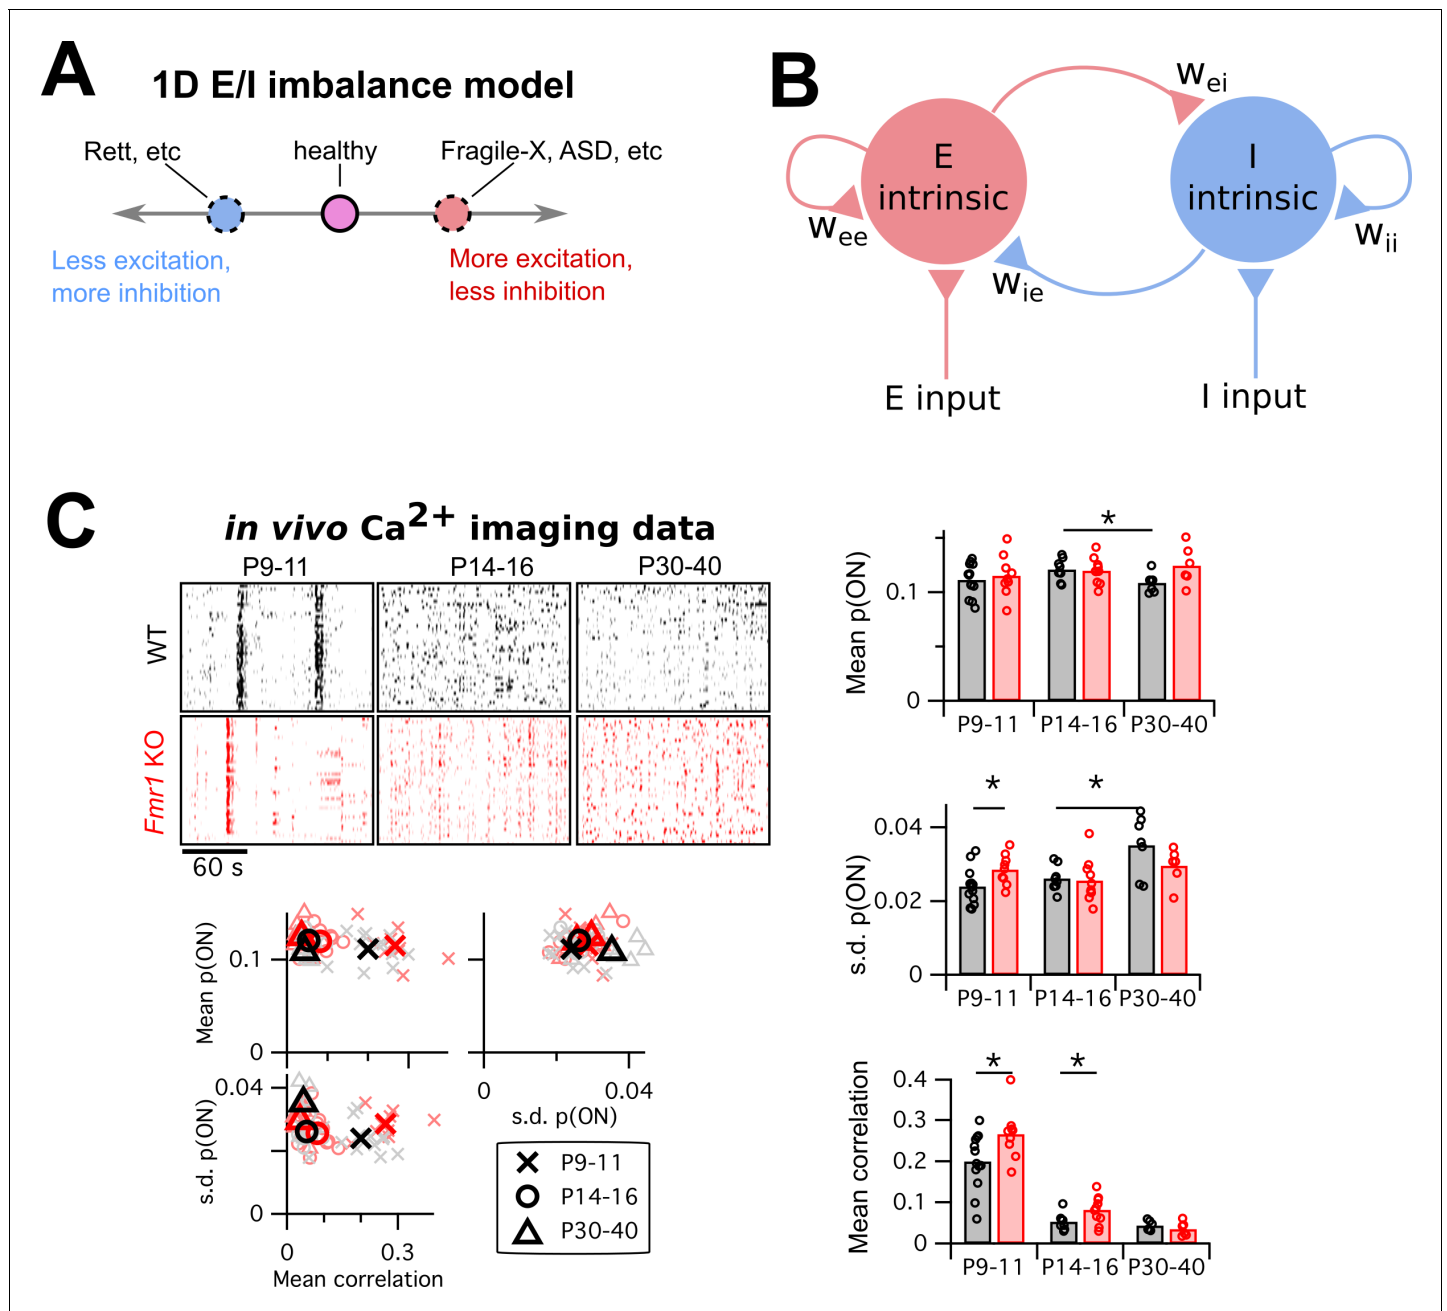 A
1D E/I imbalance model
Rett, etc
healthy
Fragile-X, ASD, etc
Less excitation,
more inhibition
More excitation,
less inhibition
B
E
intrinsic
I
intrinsic
wee
wei
wie
wii
E input
I input
C
in vivo Ca2+ imaging data
P9-11
P14-16
P30-40
WT
Fmr1 KO
60 s
Mean p(ON)
0.1
0
s.d. p(ON)
0.04
0
0
0.3
Mean correlation
0
0.04
s.d. p(ON)
P9-11
P14-16
P30-40
*
Mean p(ON)
0.1
0
P9-11
P14-16
P30-40
*
*
s.d. p(ON)
0.04
0.02
0
P9-11
P14-16
P30-40
*
*
Mean correlation
0.4
0.3
0.2
0.1
0
P9-11
P14-16
P30-40